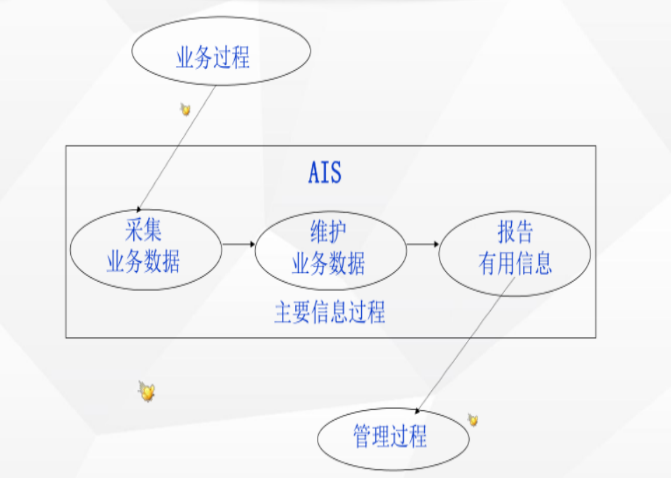 业务过程
AIS
采集
业务数据
维护
业务数据
报告
有用信息
主要信息过程
管理过程